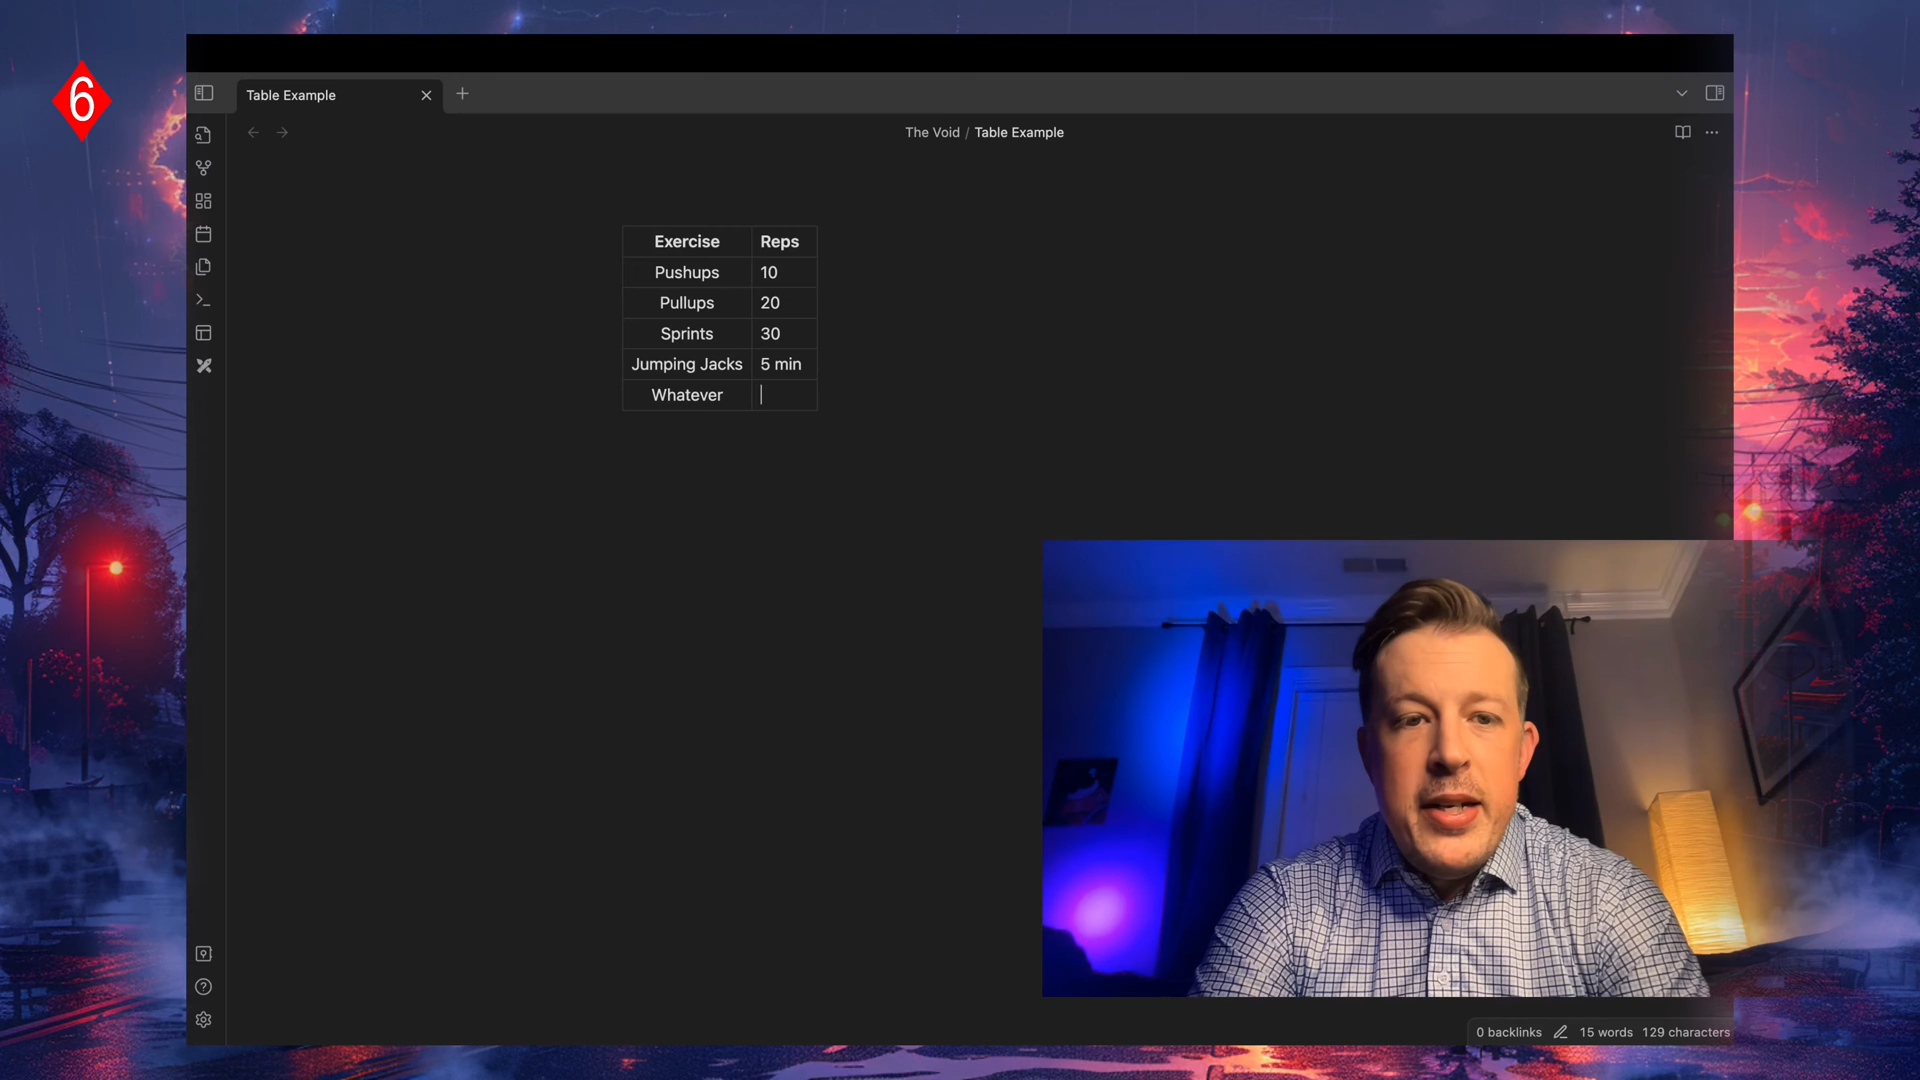 6
Table Example
The Void / Table Example
Exercise Reps
Pushups 10
Pullups 20
Sprints 30
Jumping Jacks 5 min
Whatever
0 backlinks 15 words 129 characters